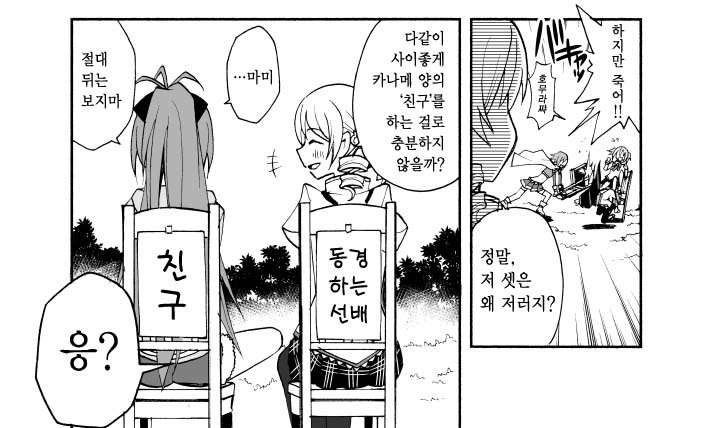 하지만 죽어!!
호무라쨔
정말,
저 셋은
왜 저러지?
다같이
사이좋게
카나메 양의
‘친구’를
하는 걸로
충분하지
않을까?
…마미
절대
뒤는
보지마
동경
하는
선배
친
구
응?